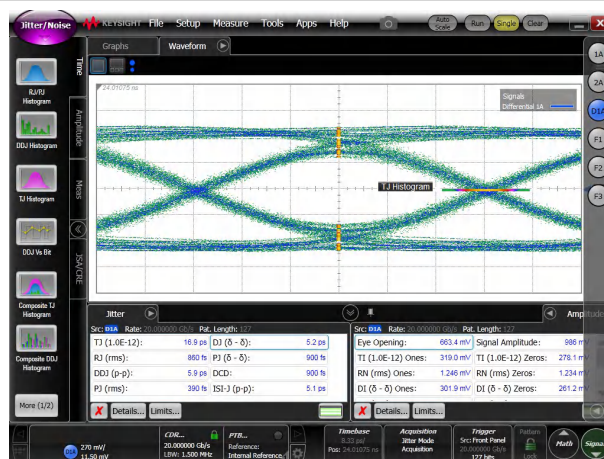 Jitter/Noise
KEYSIGHT File Setup Measure Tools Apps Help
Auto Scale
Run
Single
Clear
Graphs
Waveform
Time
Amplitude
Meas
JSA/CRE
RJ/PJ
Histogram
DDJ Histogram
TJ Histogram
DDJ Vs Bit
Composite TJ
Histogram
Composite DDJ
Histogram
More (1/2)
24.01075 ns
Signals
Differential 1A
TJ Histogram
1A
2A
D1A
F1
F2
F3
Jitter
Src: D1A Rate: 20.000000 Gb/s Pat. Length: 127
TJ (1.0E-12): 16.9 ps DJ (δ - δ): 5.2 ps
RJ (rms): 860 fs PJ (δ - δ): 900 fs
DDJ (p-p): 5.9 ps DCD: 900 fs
PJ (rms): 390 fs ISI-J (p-p): 5.1 ps
Details... Limits...
Amplitu
Src: D1A Rate: 20.000000 Gb/s Pat. Length: 127
Eye Opening: 663.4 mV Signal Amplitude: 986 m
TI (1.0E-12) Ones: 319.0 mV TI (1.0E-12) Zeros: 278.1 m
RN (rms) Ones: 1.246 mV RN (rms) Zeros: 1.234 m
DI (δ - δ) Ones: 301.9 mV DI (δ - δ) Zeros: 261.2 m
Details... Limits...
D1A
270 mV/
11.50 mV
CDR...
20.00000 Gb/s
LBW: 1.500 MHz
PTB...
Reference:
Internal Reference
Timebase
8.33 ps/
Pos: 24.01075 ns
Acquisition
Jitter Mode
Acquisition
Trigger
Src: Front Panel
20.00000 Gb/s
127 bits
Pattern
Lock
Math
Signa